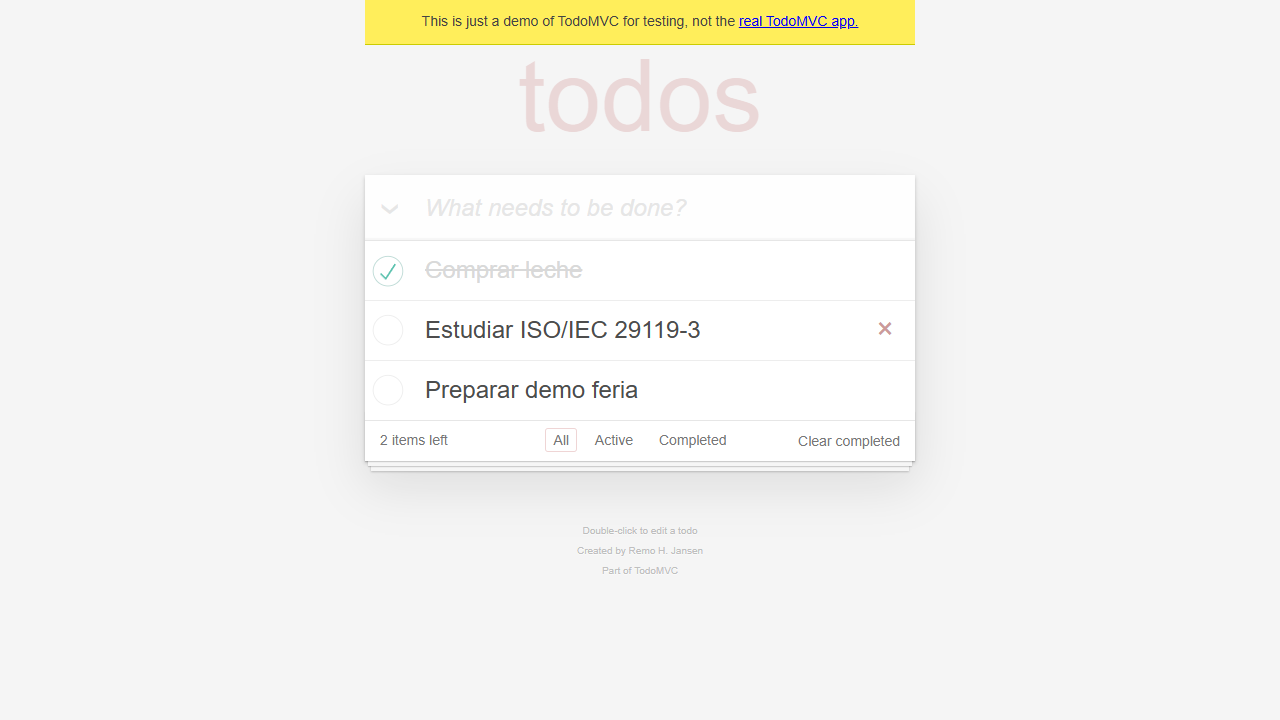 This is just a demo of TodoMVC for testing, not the real TodoMVC app.
todos
What needs to be done?
Comprar leche
Estudiar ISO/IEC 29119-3
Preparar demo feria
2 items left All Active Completed Clear completed
Double-click to edit a todo
Created by Remo H. Jansen
Part of TodoMVC